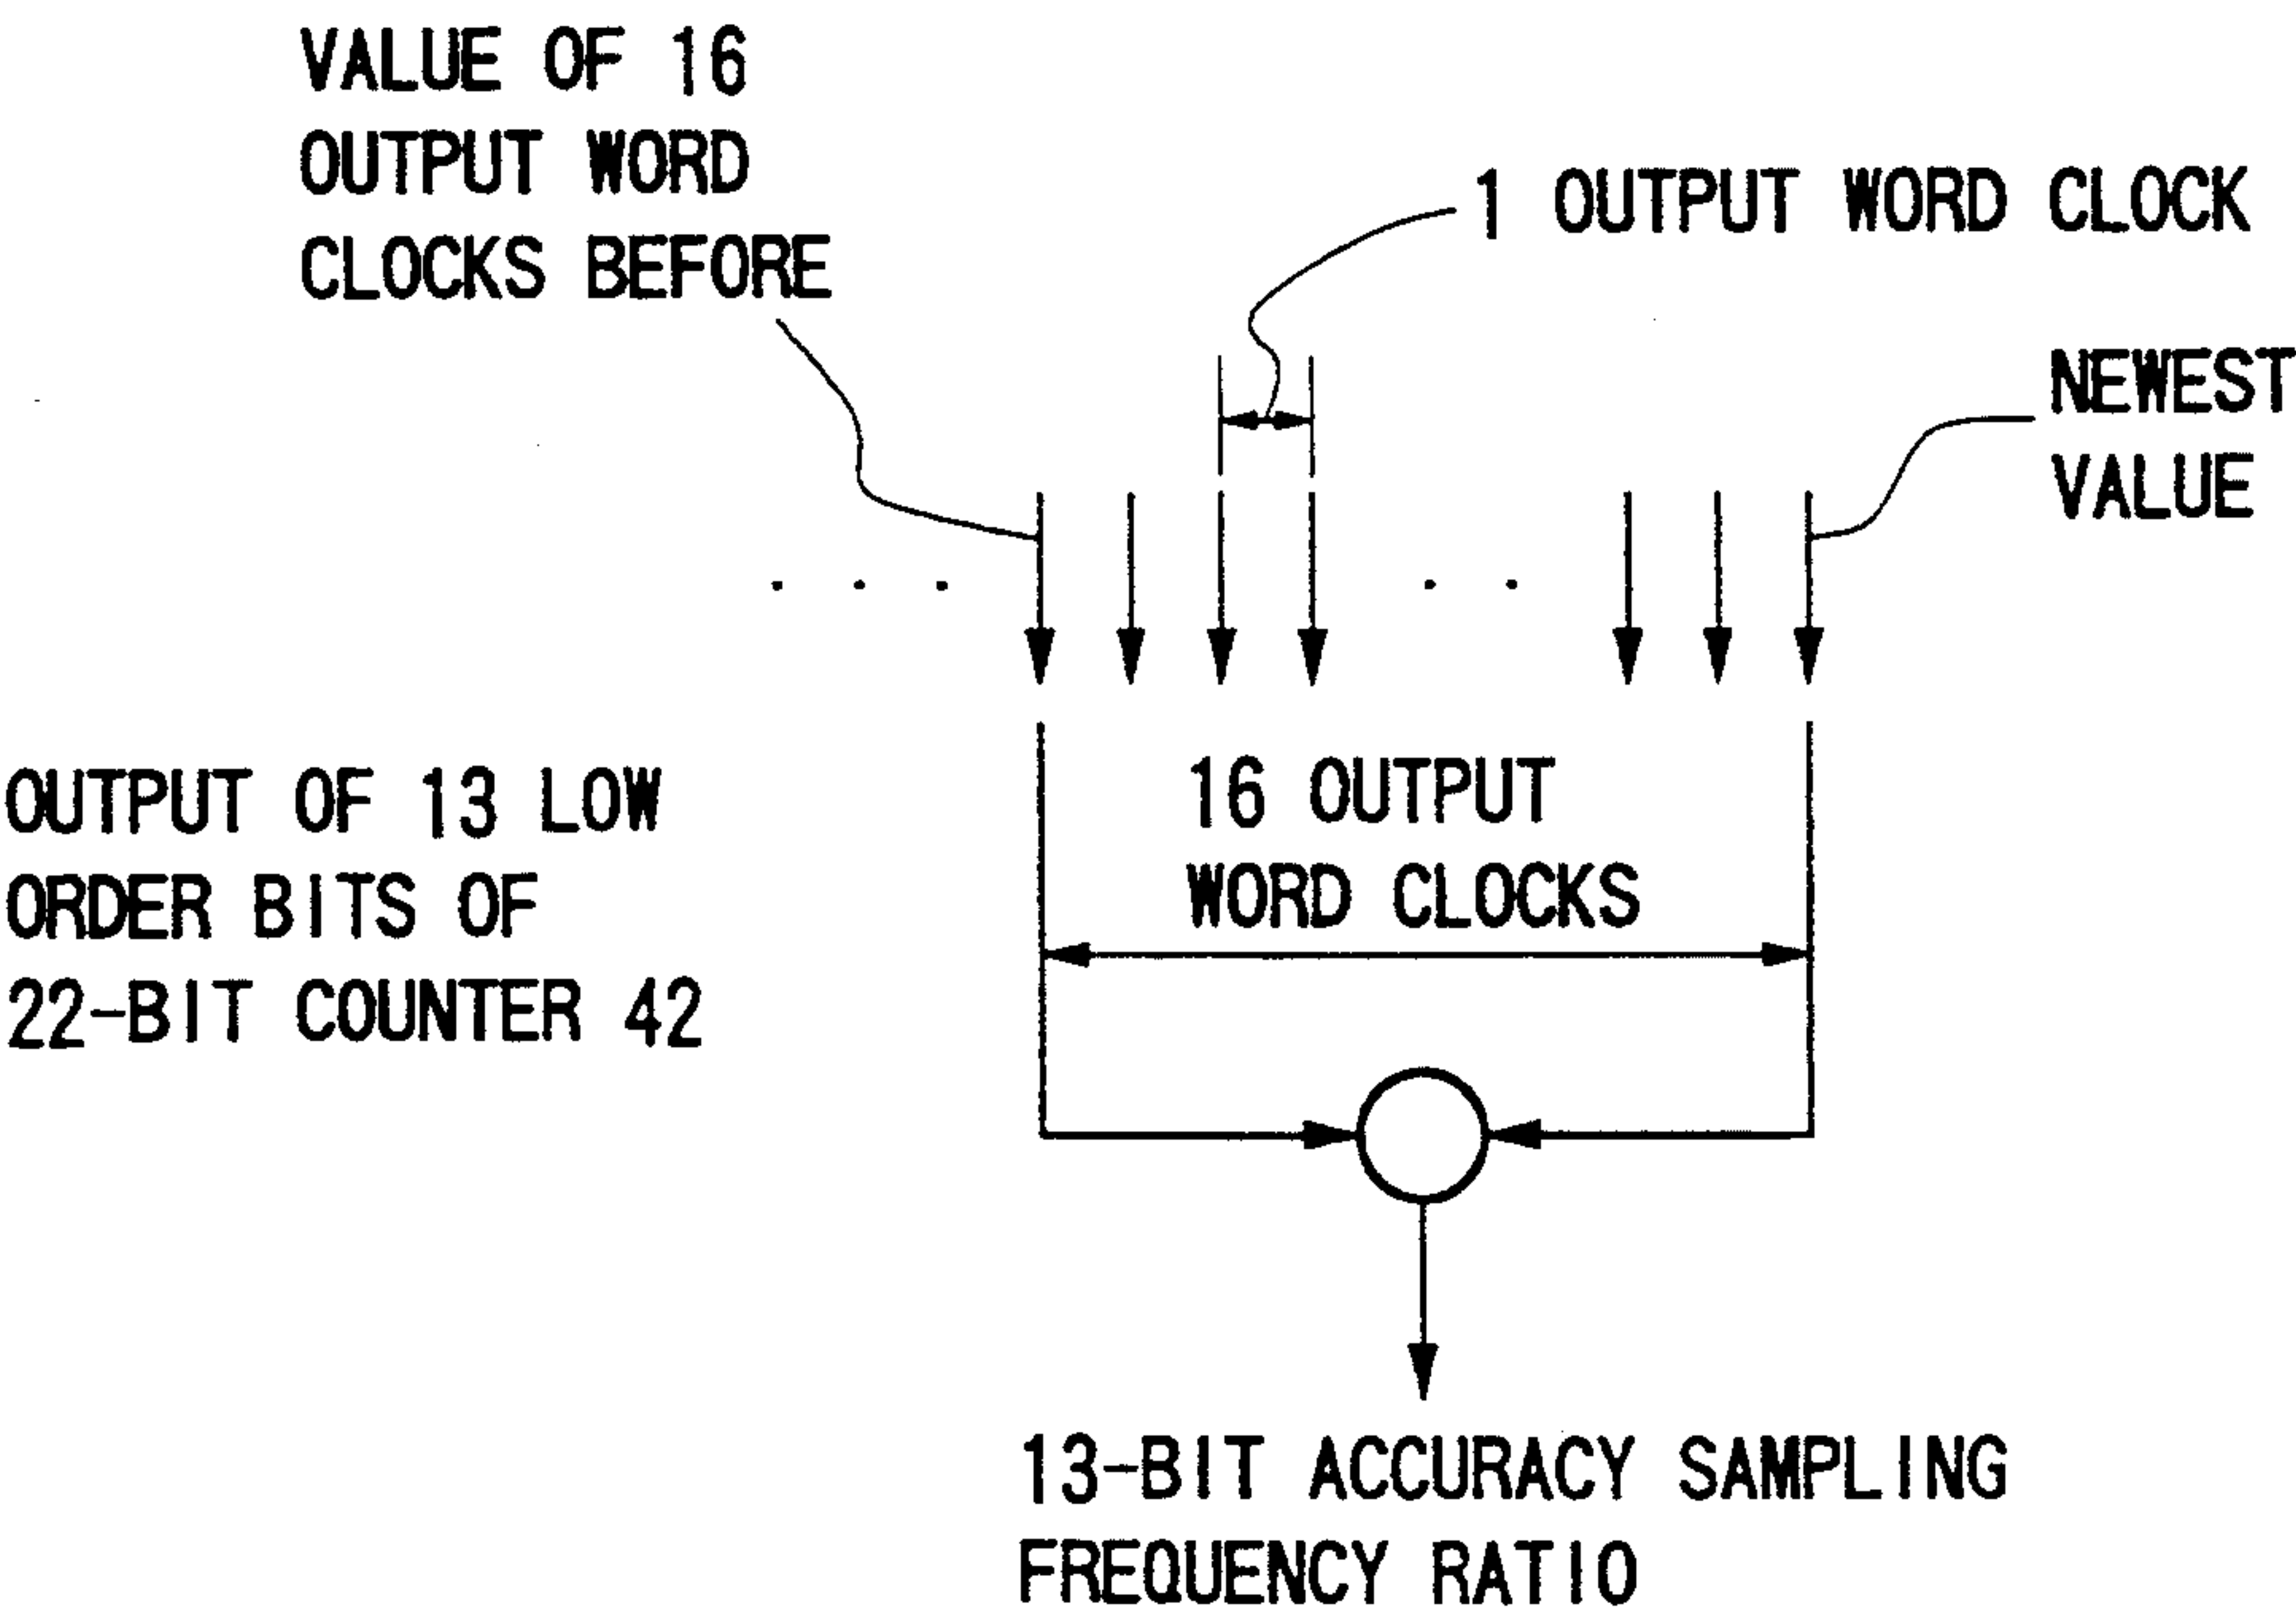 VALUE OF 16
OUTPUT WORD
CLOCKS BEFORE
1 OUTPUT WORD CLOCK
NEWEST
VALUE
OUTPUT OF 13 LOW
ORDER BITS OF
22-BIT COUNTER 42
16 OUTPUT
WORD CLOCKS
13-BIT ACCURACY SAMPLING
FREQUENCY RATIO